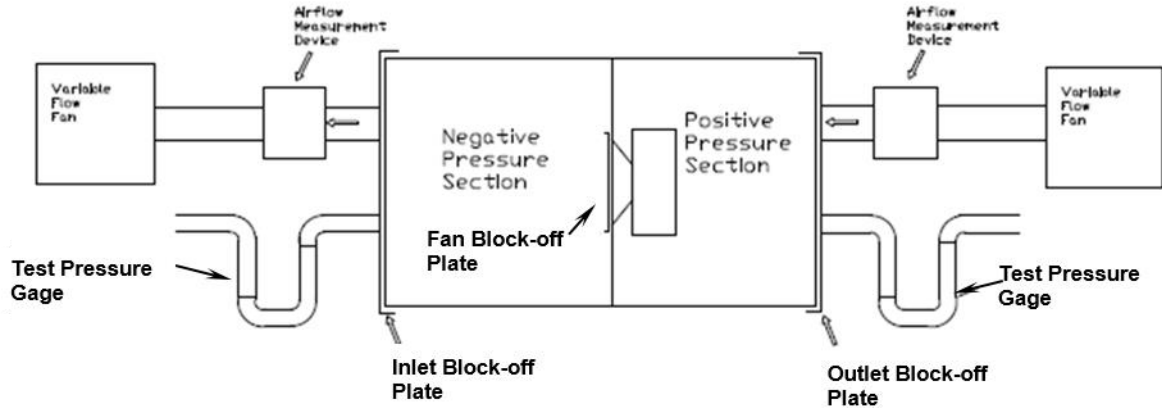 Airflow
Measurement
Device
Airflow
Measurement
Device
Variable
Flow
Fan
Variable
Flow
Fan
Negative
Pressure
Section
Positive
Pressure
Section
Fan Block-off
Plate
Test Pressure
Gage
Test Pressure
Gage
Inlet Block-off
Plate
Outlet Block-off
Plate